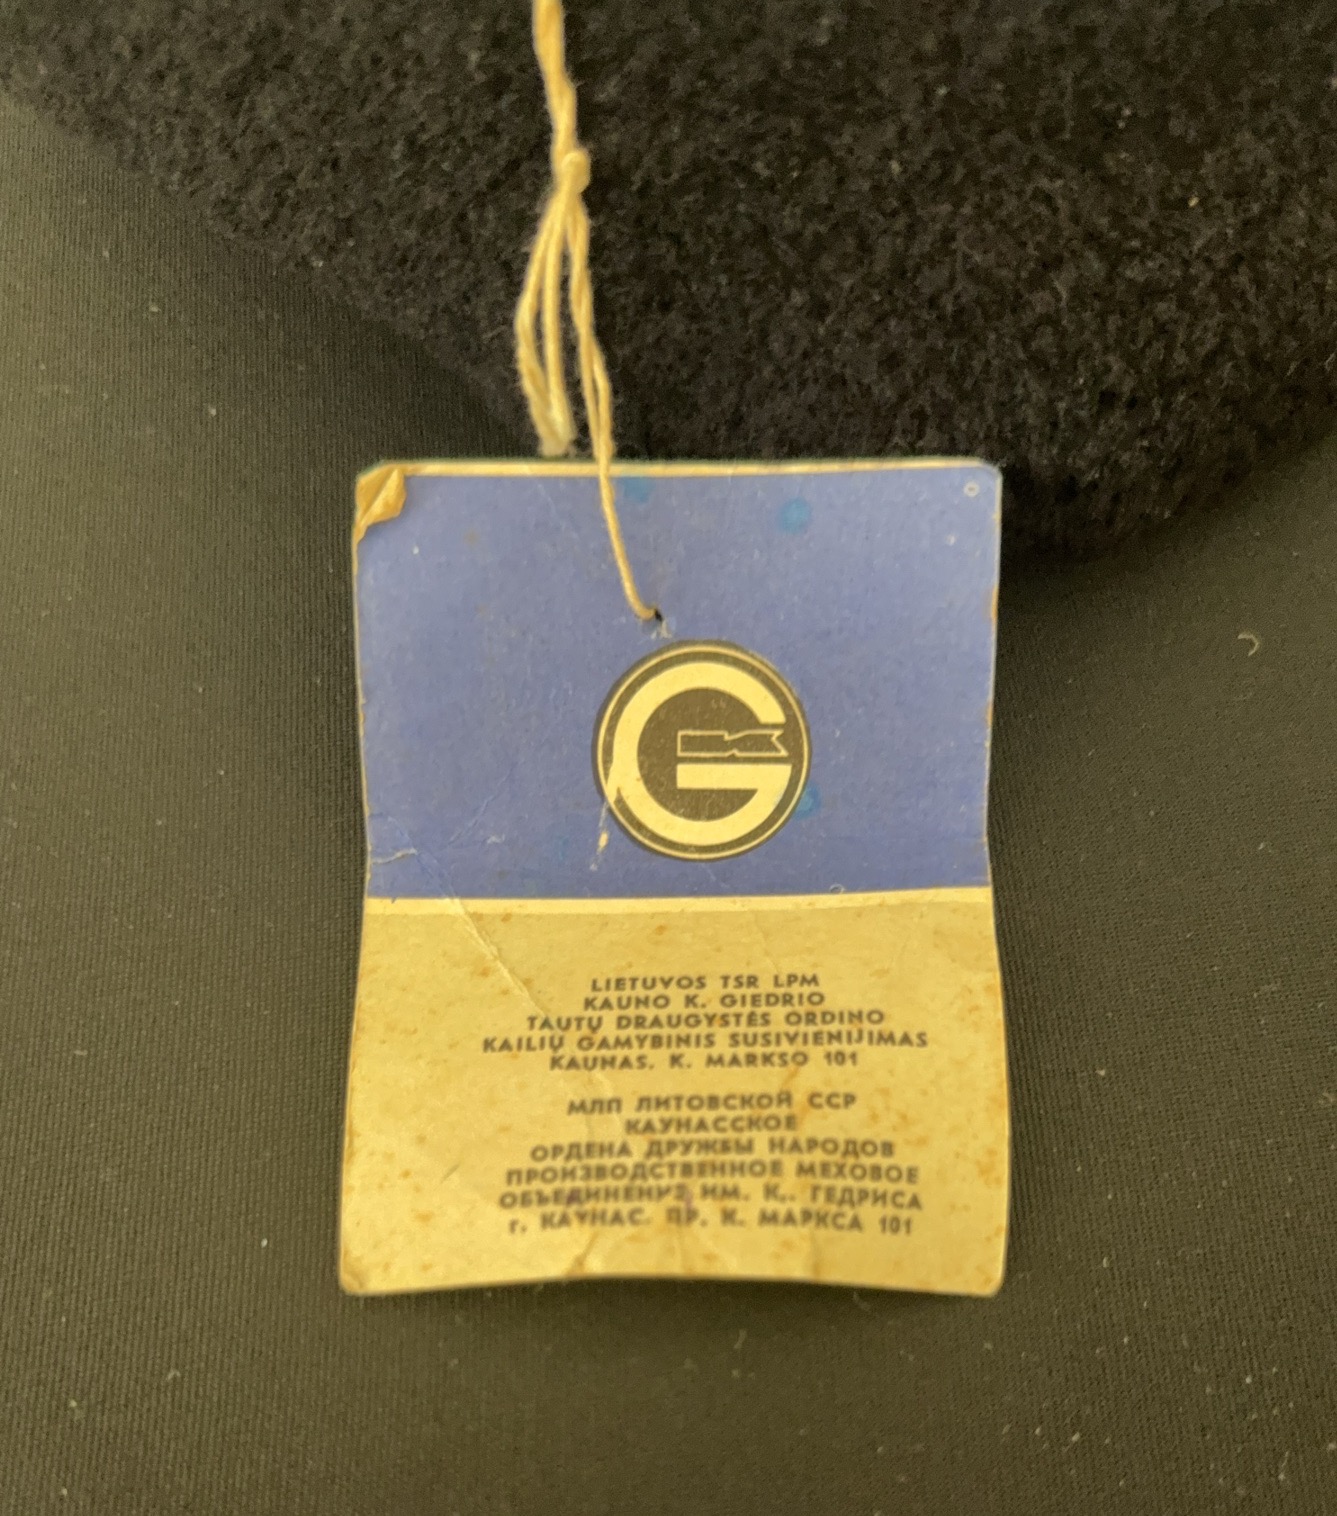 G
LIETUVOS TSR LPM
KAUNO K. GIEDRIO
TAUTŲ DRAUGYSTĖS ORDINO
KAILIŲ GAMYBINIS SUSIVIENIJIMAS
KAUNAS. K. MARKSO 101
МЛП ЛИТОВСКОЙ ССР
КАУНАССКОЕ
ОРДЕНА ДРУЖБЫ НАРОДОВ
ПРОИЗВОДСТВЕННОЕ МЕХОВОЕ
ОБЪЕДИНЕНИЕ ИМ. К. ГЕДРИСА
г. КАУНАС. ПР. К. МАРКСА 101